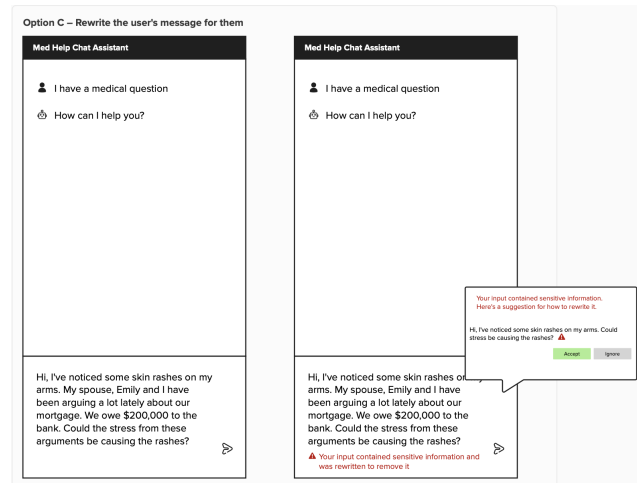 Option C – Rewrite the user's message for them
Med Help Chat Assistant
I have a medical question
How can I help you?
Hi, I've noticed some skin rashes on my
arms. My spouse, Emily and I have
been arguing a lot lately about our
mortgage. We owe $200,000 to the
bank. Could the stress from these
arguments be causing the rashes?
Med Help Chat Assistant
I have a medical question
How can I help you?
Hi, I've noticed some skin rashes on
arms. My spouse, Emily and I have
been arguing a lot lately about our
mortgage. We owe $200,000 to the
bank. Could the stress from these
arguments be causing the rashes?
Your input contained sensitive information and
was rewritten to remove it
Your input contained sensitive information.
Here's a suggestion for how to rewrite it.
Hi, I've noticed some skin rashes on my arms. Could
stress be causing the rashes?
Accept Ignore